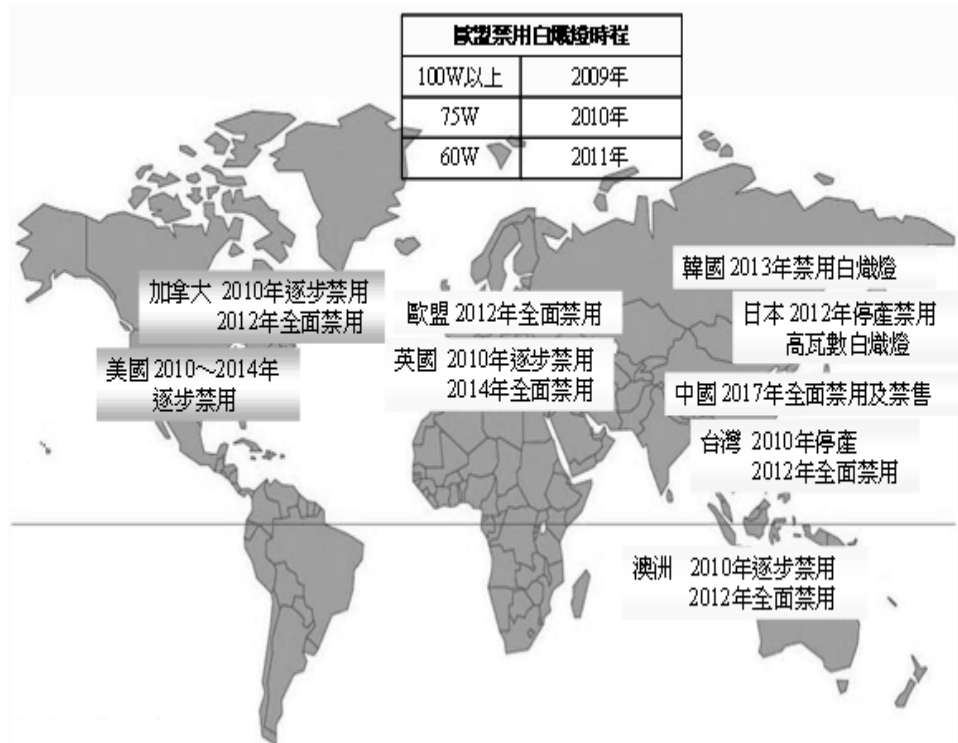 歐盟禁用白熾燈時程
100W以上 2009年
75W 2010年
60W 2011年
加拿大 2010年逐步禁用
2012年全面禁用
美國 2010~2014年
逐步禁用
歐盟 2012年全面禁用
英國 2010年逐步禁用
2014年全面禁用
韓國 2013年禁用白熾燈
日本 2012年停產禁用
高瓦數白熾燈
中國 2017年全面禁用及禁售
台灣 2010年停產
2012年全面禁用
澳洲 2010年逐步禁用
2012年全面禁用